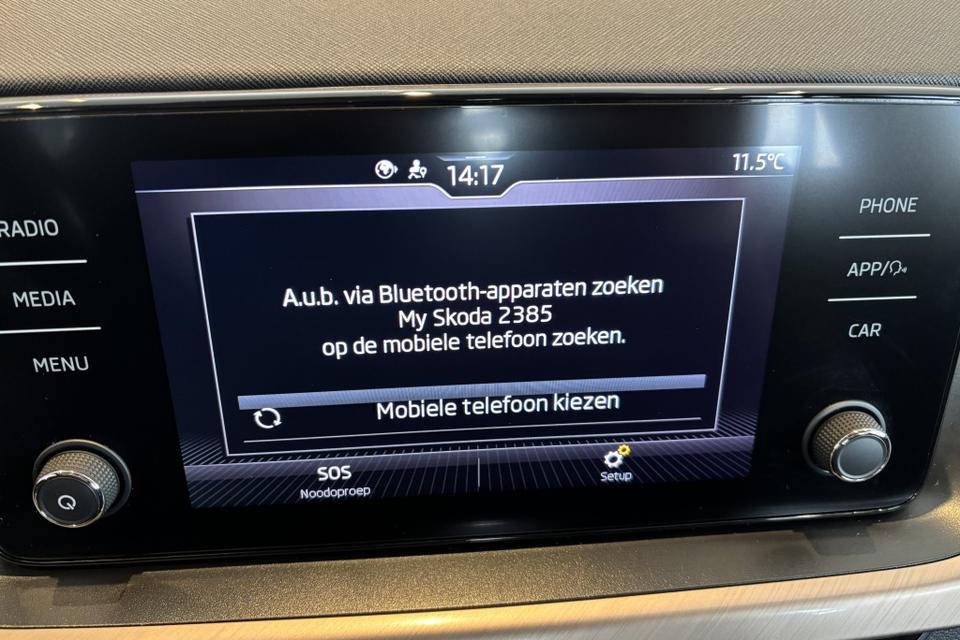 14:17
11.5°C
RADIO
MEDIA
MENU
A.u.b. via Bluetooth-apparaten zoeken
My Skoda 2385
op de mobiele telefoon zoeken.
Mobiele telefoon kiezen
SOS
Noodoproep
Setup
PHONE
APP/
CAR